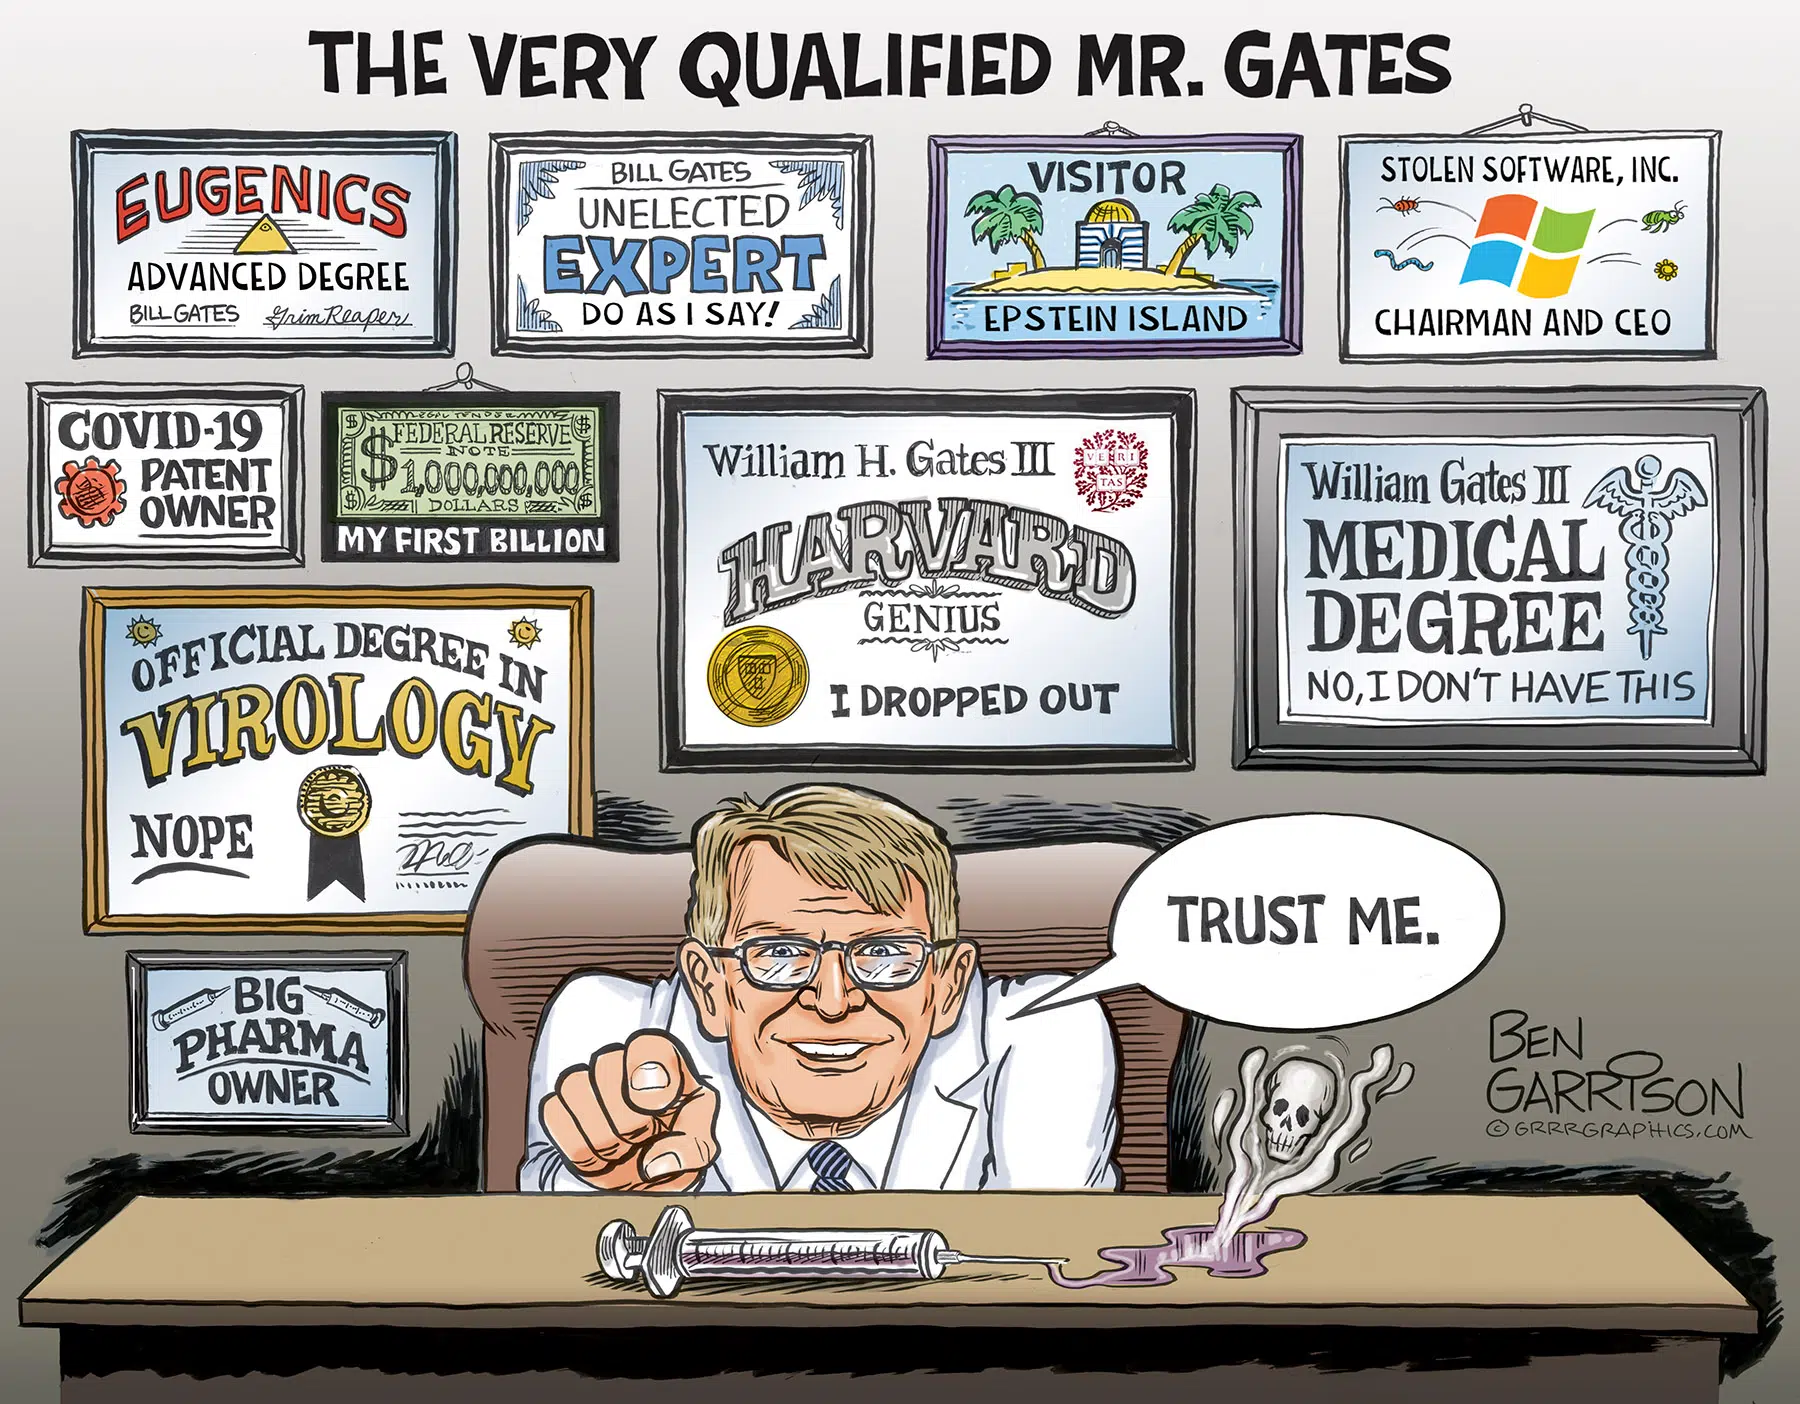 THE VERY QUALIFIED MR. GATES
EUGENICS
ADVANCED DEGREE
BILL GATES Grim Reaper
BILL GATES
UNELECTED
EXPERT
DO AS I SAY!
VISITOR
EPSTEIN ISLAND
STOLEN SOFTWARE, INC.
CHAIRMAN AND CEO
COVID-19
PATENT
OWNER
LEGAL TENDER
FEDERAL RESERVE
NOTE
$1,000,000,000
DOLLARS
MY FIRST BILLION
William H. Gates III
VE RI
TAS
HARVARD
GENIUS
I DROPPED OUT
William Gates III
MEDICAL
DEGREE
NO, I DON'T HAVE THIS
OFFICIAL DEGREE IN
VIROLOGY
NOPE
BIG
PHARMA
OWNER
TRUST ME.
BEN
GARRISON
© GRRRGRAPHICS.COM